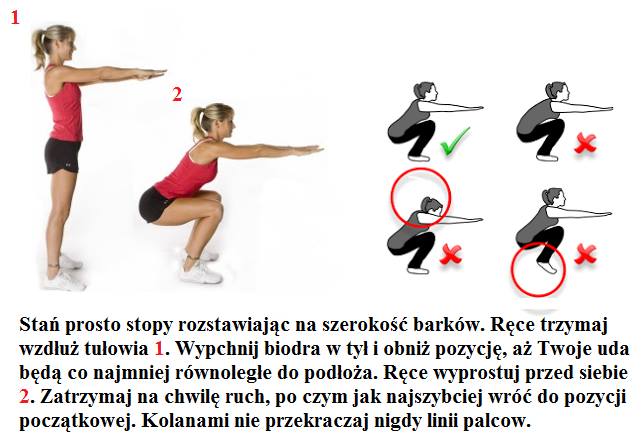 1
2
Stań prosto stopy rozstawiając na szerokość barków. Ręce trzymaj
wzdłuż tułowia 1. Wypchnij biodra w tył i obniż pozycję, aż Twoje uda
będą co najmniej równoległe do podłoża. Ręce wyprostuj przed siebie
2. Zatrzymaj na chwilę ruch, po czym jak najszybciej wróć do pozycji
początkowej. Kolanami nie przekraczaj nigdy linii palcow.